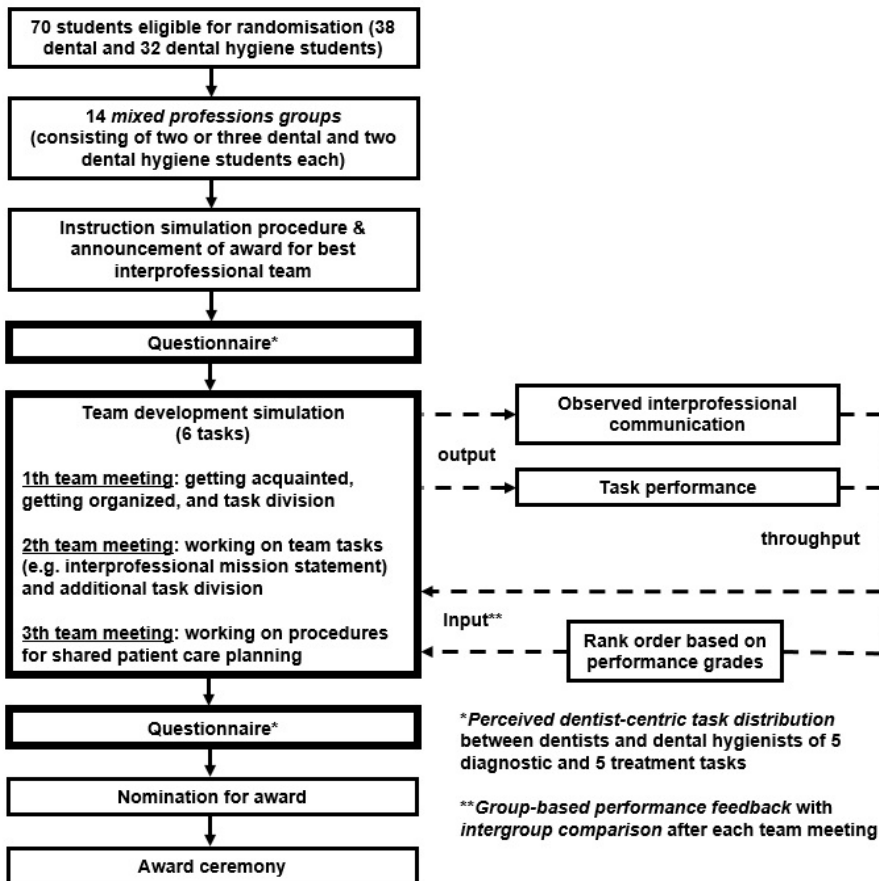 70 students eligible for randomisation (38
dental and 32 dental hygiene students)
14 mixed professions groups
(consisting of two or three dental and two
dental hygiene students each)
Instruction simulation procedure &
announcement of award for best
interprofessional team
Questionnaire*
Team development simulation
(6 tasks)
1th team meeting: getting acquainted,
getting organized, and task division
2th team meeting: working on team tasks
(e.g. interprofessional mission statement)
and additional task division
3th team meeting: working on procedures
for shared patient care planning
Observed interprofessional
communication
output
Task performance
throughput
Input**
Rank order based on
performance grades
Questionnaire*
Nomination for award
Award ceremony
*Perceived dentist-centric task distribution
between dentists and dental hygienists of 5
diagnostic and 5 treatment tasks
**Group-based performance feedback with
intergroup comparison after each team meeting